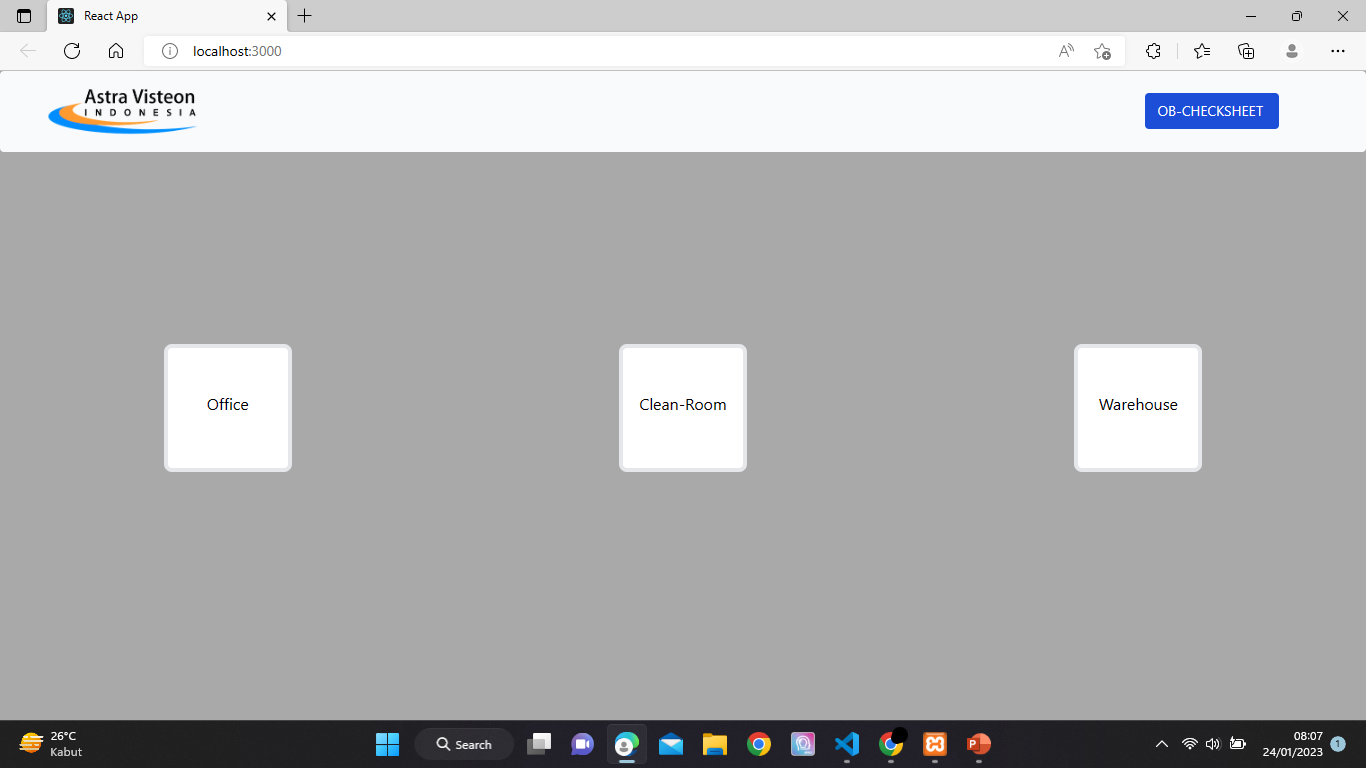 React App
localhost:3000
Astra Visteon
INDONESIA
OB-CHECKSHEET
Office
Clean-Room
Warehouse
26°C
Kabut
Search
08:07
24/01/2023
1